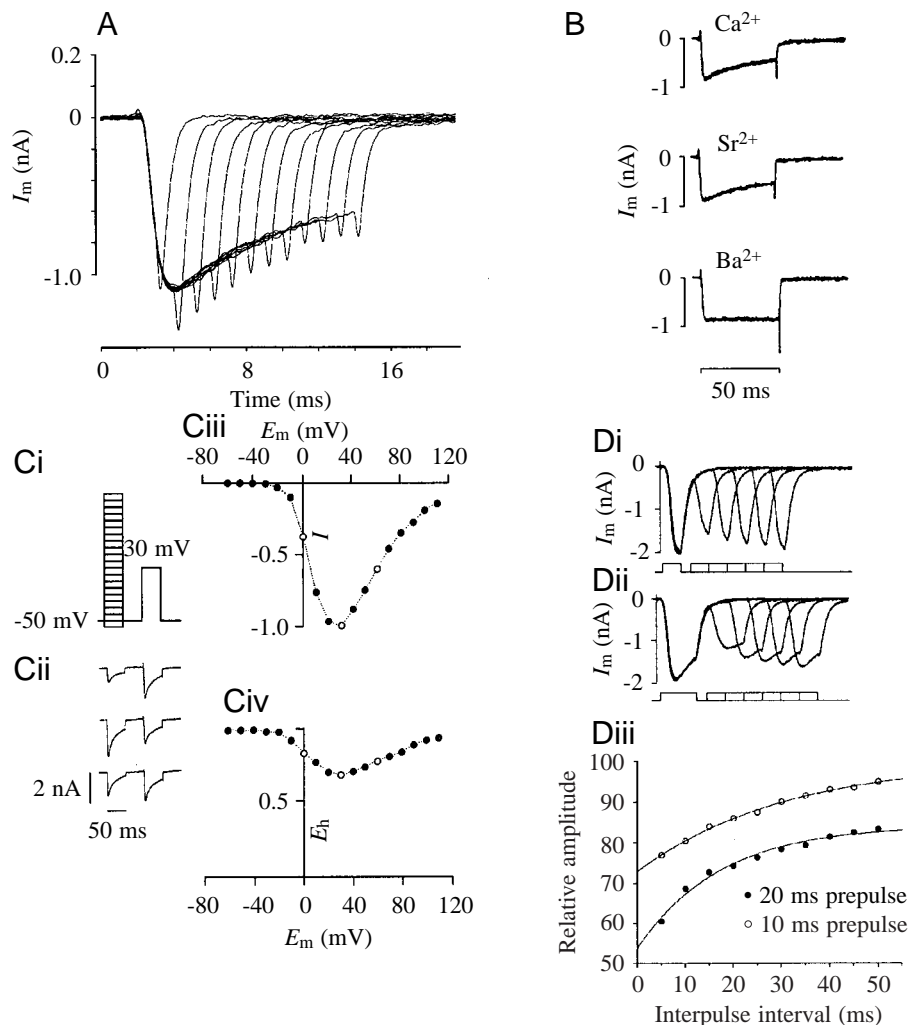 A
0.2
0
-1.0
I_m (nA)
0 8 16
Time (ms)
B
Ca²⁺
0
-1
Sr²⁺
0
-1
I_m (nA)
Ba²⁺
0
-1
50 ms
Ci
30 mV
-50 mV
Cii
2 nA
50 ms
Ciii
E_m (mV)
-80 -40 0 40 80 120
I
-0.5
-1.0
Civ
0.5
E_h
-80 -40 0 40 80 120
E_m (mV)
Di
0
-1
-2
I_m (nA)
Dii
0
-1
-2
I_m (nA)
Diii
100
90
80
70
60
50
Relative amplitude
20 ms prepulse
10 ms prepulse
0 10 20 30 40 50
Interpulse interval (ms)